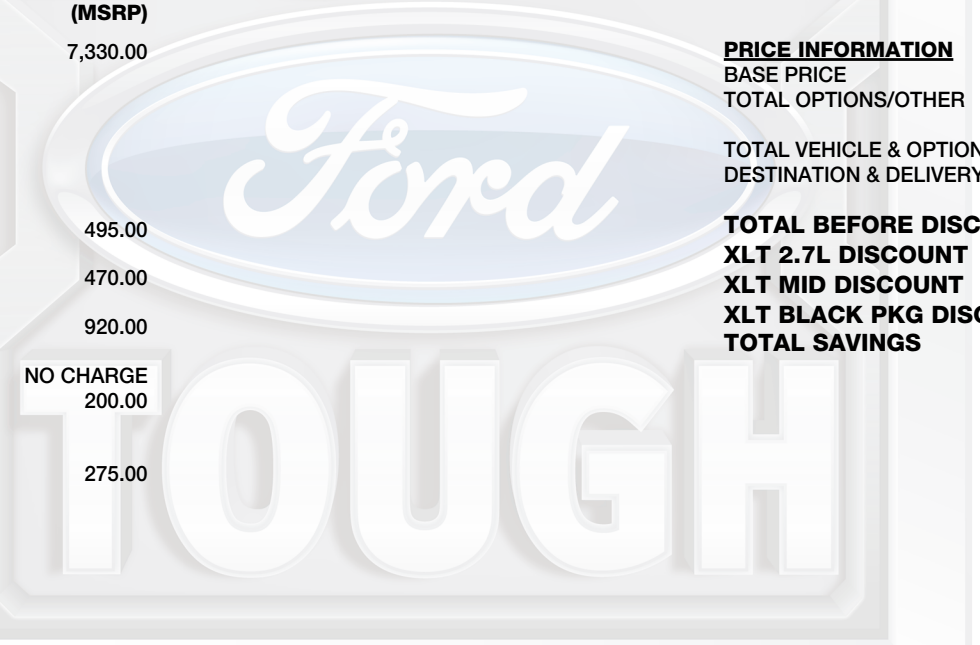 (MSRP)
7,330.00
495.00
470.00
920.00
NO CHARGE
200.00
275.00
PRICE INFORMATION
BASE PRICE
TOTAL OPTIONS/OTHER
TOTAL VEHICLE & OPTION
DESTINATION & DELIVERY
TOTAL BEFORE DISC
XLT 2.7L DISCOUNT
XLT MID DISCOUNT
XLT BLACK PKG DISC
TOTAL SAVINGS
Ford
TOUGH